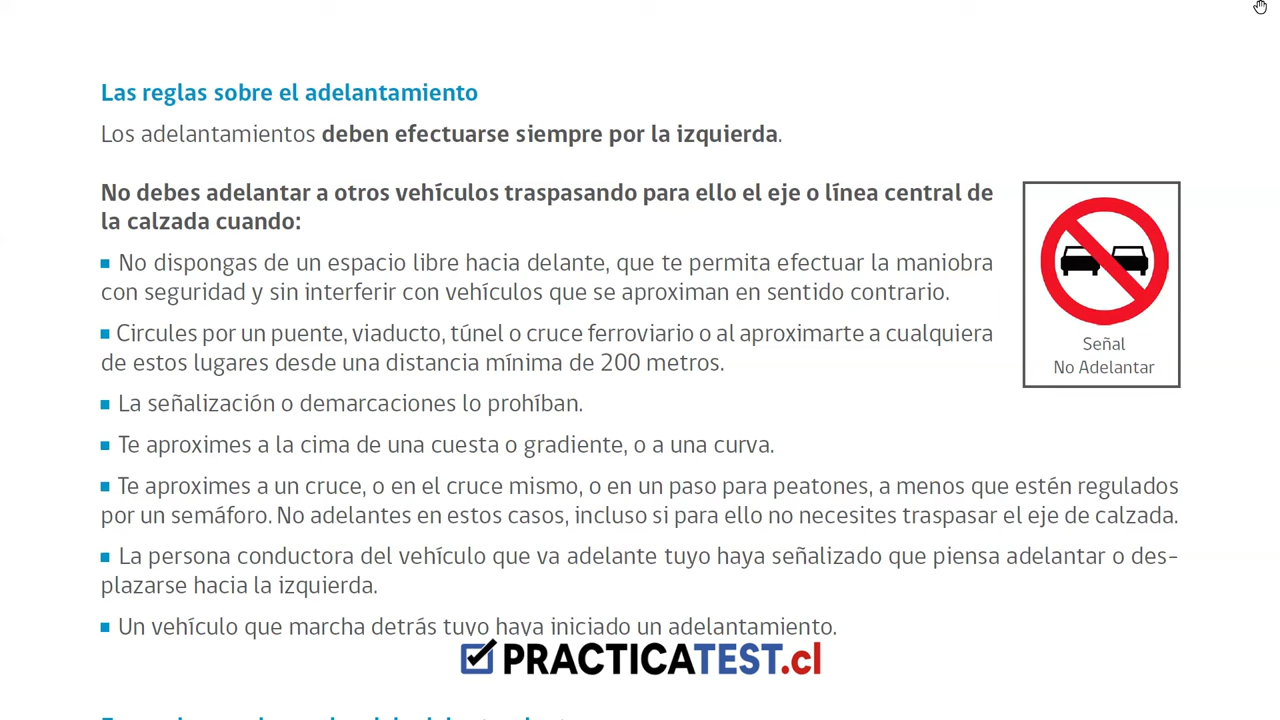 Las reglas sobre el adelantamiento
Los adelantamientos deben efectuarse siempre por la izquierda.
No debes adelantar a otros vehículos traspasando para ello el eje o línea central de
la calzada cuando:
No dispongas de un espacio libre hacia delante, que te permita efectuar la maniobra
con seguridad y sin interferir con vehículos que se aproximan en sentido contrario.
Circules por un puente, viaducto, túnel o cruce ferroviario o al aproximarte a cualquiera
de estos lugares desde una distancia mínima de 200 metros.
Señal
No Adelantar
La señalización o demarcaciones lo prohíban.
Te aproximes a la cima de una cuesta o gradiente, o a una curva.
Te aproximes a un cruce, o en el cruce mismo, o en un paso para peatones, a menos que estén regulados
por un semáforo. No adelantes en estos casos, incluso si para ello no necesites traspasar el eje de calzada.
La persona conductora del vehículo que va adelante tuyo haya señalizado que piensa adelantar o des-
plazarse hacia la izquierda.
Un vehículo que marcha detrás tuyo haya iniciado un adelantamiento.
PRACTICATEST.cl